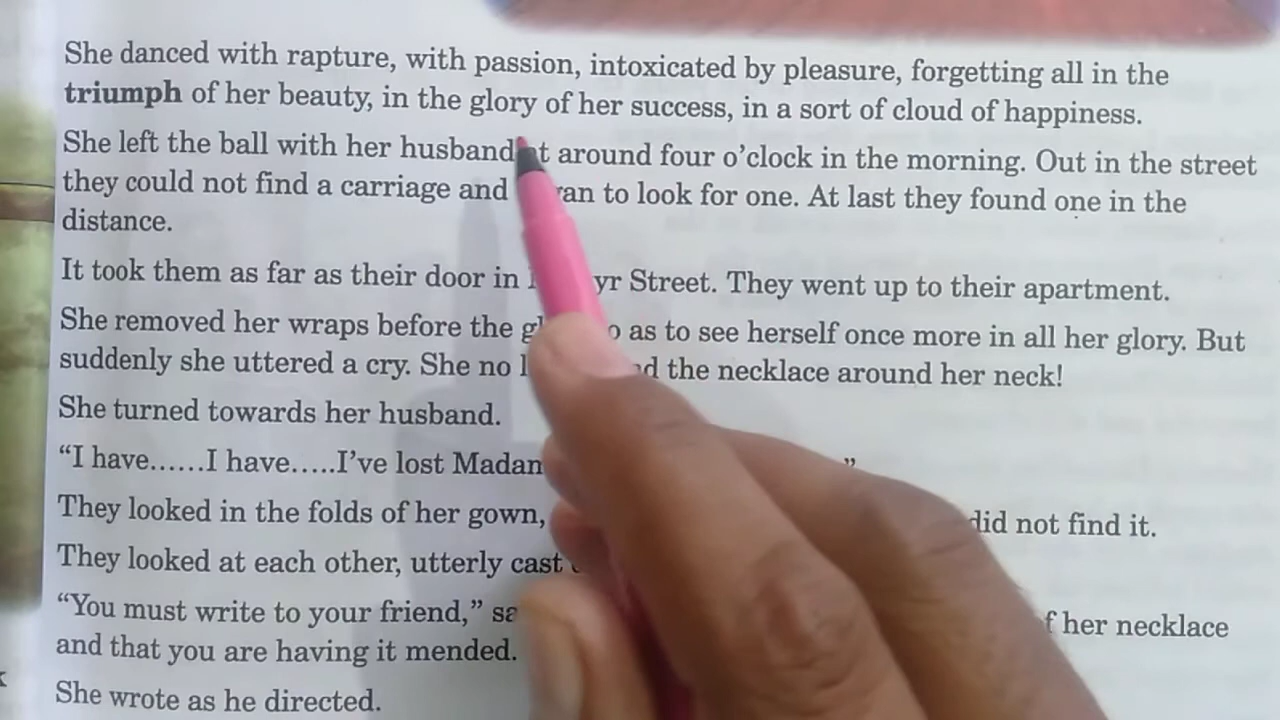 She danced with rapture, with passion, intoxicated by pleasure, forgetting all in the
triumph of her beauty, in the glory of her success, in a sort of cloud of happiness.
She left the ball with her husband at around four o’clock in the morning. Out in the street
they could not find a carriage and to look for one. At last they found one in the
distance.
It took them as far as their door in Street. They went up to their apartment.
She removed her wraps before the as to see herself once more in all her glory. But
suddenly she uttered a cry. She no the necklace around her neck!
She turned towards her husband.
“I have......I have.....I’ve lost ”
They looked in the folds of her gown, did not find it.
They looked at each other, utterly cast
“You must write to your friend,” her necklace
and that you are having it mended.
She wrote as he directed.